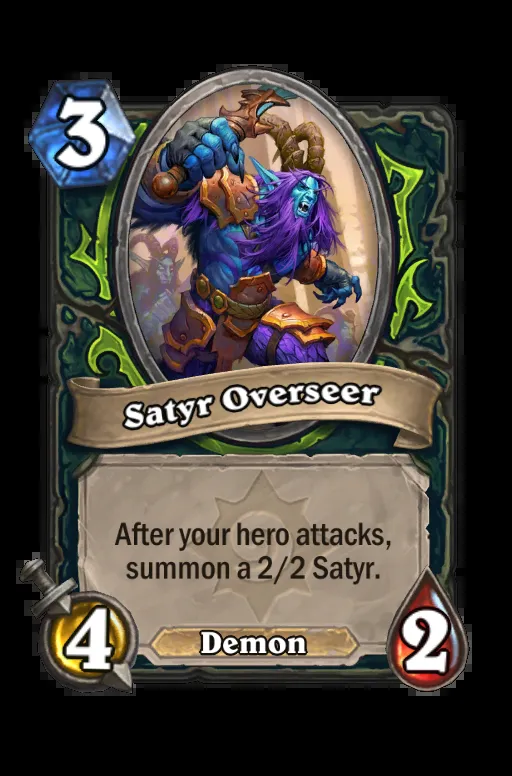 3
Satyr Overseer
After your hero attacks,
summon a 2/2 Satyr.
4
Demon
2